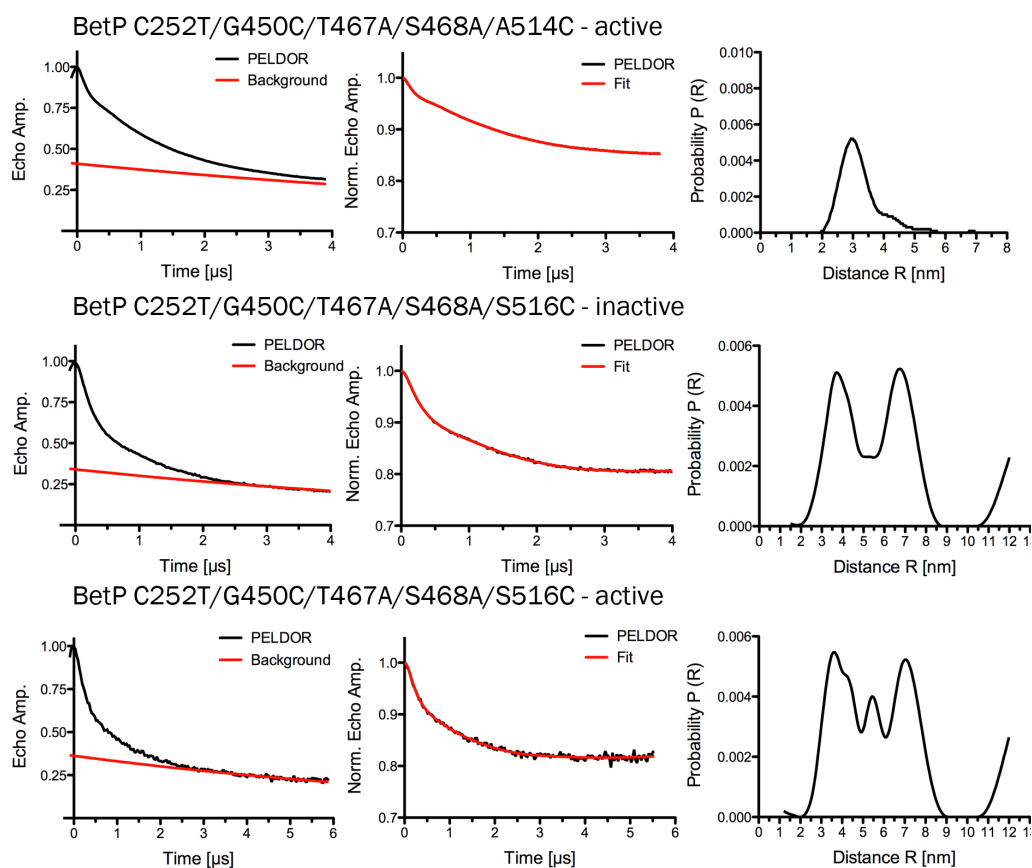 BetP C252T/G450C/T467A/S468A/A514C - active
Echo Amp.
1.00
0.75
0.50
0.25
PELDOR
Background
0 1 2 3 4
Time [µs]
Norm. Echo Amp.
1.0
0.9
0.8
0.7
PELDOR
Fit
0 1 2 3 4
Time [µs]
Probability P (R)
0.010
0.008
0.006
0.004
0.002
0.000
0 1 2 3 4 5 6 7 8
Distance R [nm]
BetP C252T/G450C/T467A/S468A/S516C - inactive
Echo Amp.
1.00
0.75
0.50
0.25
PELDOR
Background
0 1 2 3 4
Time [µs]
Norm. Echo Amp.
1.0
0.9
0.8
0.7
PELDOR
Fit
0 1 2 3 4
Time [µs]
Probability P (R)
0.006
0.004
0.002
0.000
0 1 2 3 4 5 6 7 8 9 10 11 12 13
Distance R [nm]
BetP C252T/G450C/T467A/S468A/S516C - active
Echo Amp.
1.00
0.75
0.50
0.25
PELDOR
Background
0 1 2 3 4 5 6
Time [µs]
Norm. Echo Amp.
1.0
0.9
0.8
0.7
PELDOR
Fit
0 1 2 3 4 5 6
Time [µs]
Probability P (R)
0.006
0.004
0.002
0.000
0 1 2 3 4 5 6 7 8 9 10 11 12 13
Distance R [nm]